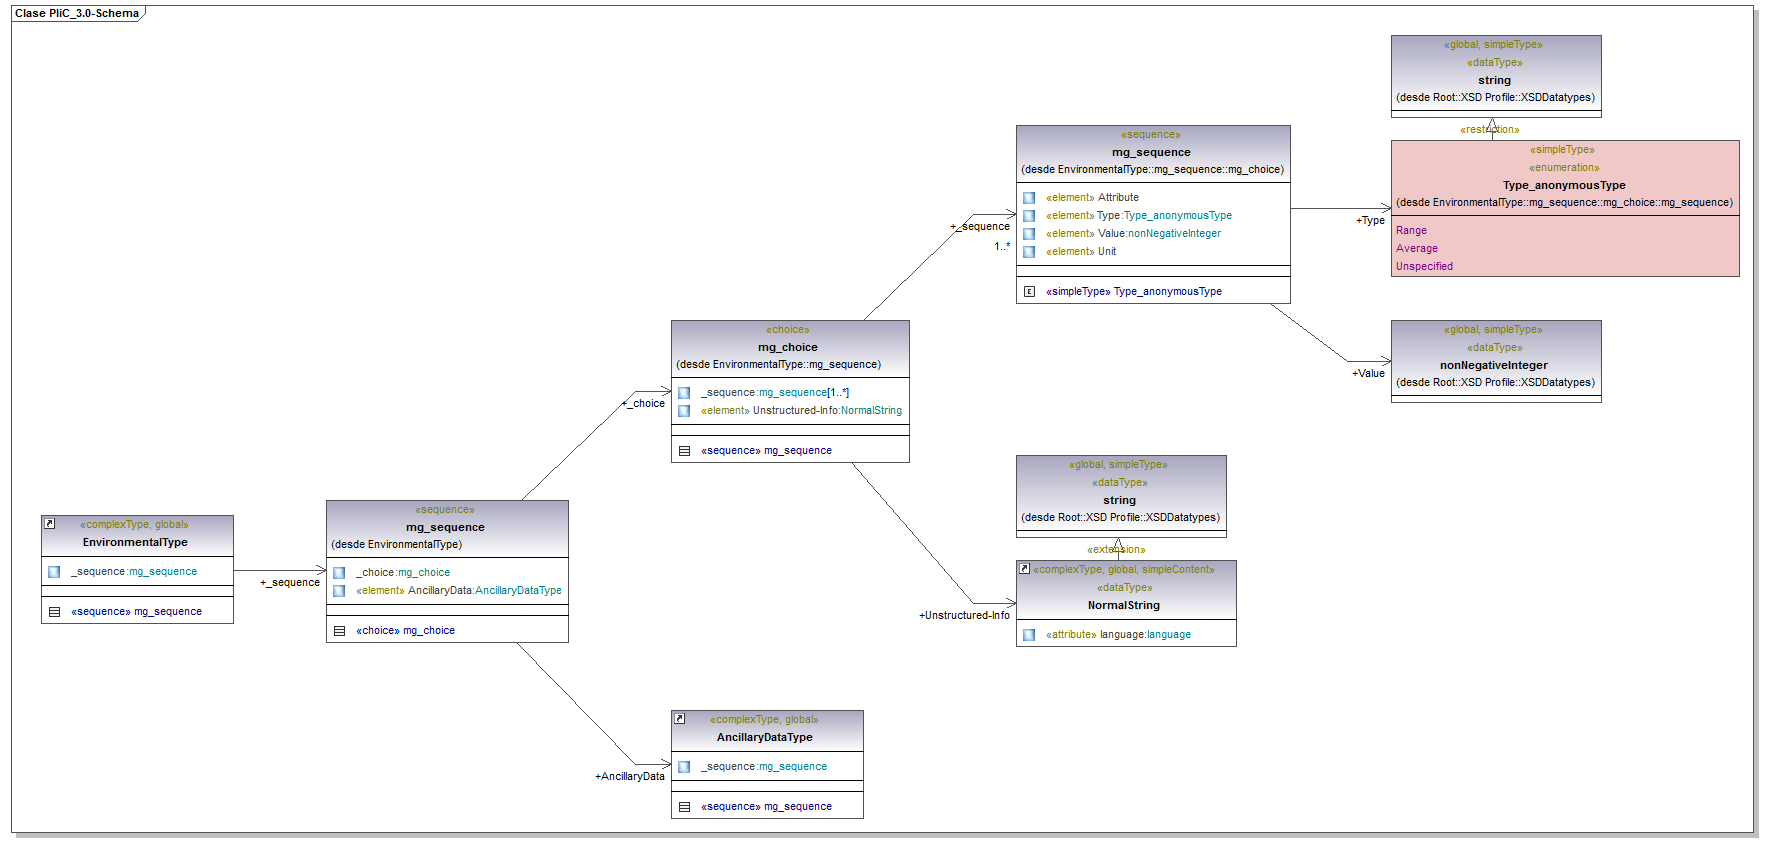 Clase PliC_3.0-Schema
«global, simpleType»
«dataType»
string
(desde Root::XSD Profile::XSDDatatypes)
«restriction»
«simpleType»
«enumeration»
Type_anonymousType
(desde EnvironmentalType::mg_sequence::mg_choice::mg_sequence)
Range
Average
Unspecified
«sequence»
mg_sequence
(desde EnvironmentalType::mg_sequence::mg_choice)
«element» Attribute
«element» Type:Type_anonymousType
«element» Value:nonNegativeInteger
«element» Unit
«simpleType» Type_anonymousType
+Type
+Value
+_sequence
1..*
«global, simpleType»
«dataType»
nonNegativeInteger
(desde Root::XSD Profile::XSDDatatypes)
«choice»
mg_choice
(desde EnvironmentalType::mg_sequence)
_sequence:mg_sequence[1..*]
«element» Unstructured-Info:NormalString
«sequence» mg_sequence
+_choice
«global, simpleType»
«dataType»
string
(desde Root::XSD Profile::XSDDatatypes)
«extension»
«complexType, global, simpleContent»
«dataType»
NormalString
«attribute» language:language
+Unstructured-Info
«complexType, global»
EnvironmentalType
_sequence:mg_sequence
«sequence» mg_sequence
+_sequence
«sequence»
mg_sequence
(desde EnvironmentalType)
_choice:mg_choice
«element» AncillaryData:AncillaryDataType
«choice» mg_choice
+AncillaryData
«complexType, global»
AncillaryDataType
_sequence:mg_sequence
«sequence» mg_sequence